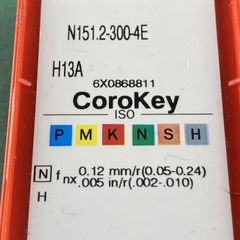 N151.2-300-4E
H13A
6X0868811
CoroKey
ISO
P M K N S H
N fnx 0.12 mm/r(0.05-0.24)
.005 in/r(.002-.010)
H